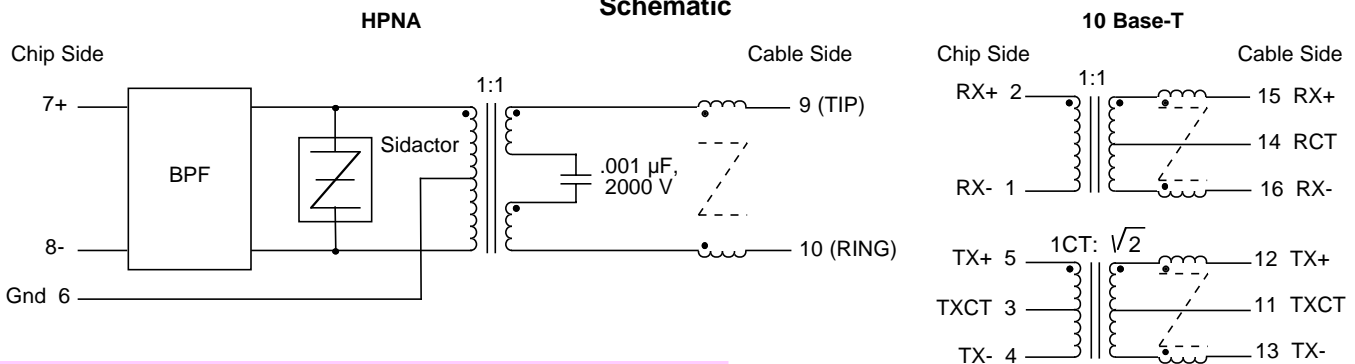 Schematic
HPNA
Chip Side
Cable Side
1:1
7+
9 (TIP)
Sidactor
BPF
.001 µF,
2000 V
8-
10 (RING)
Gnd 6
10 Base-T
Chip Side
Cable Side
RX+ 2
1:1
15 RX+
14 RCT
RX- 1
16 RX-
TX+ 5
1CT: √2
12 TX+
TXCT 3
11 TXCT
TX- 4
13 TX-